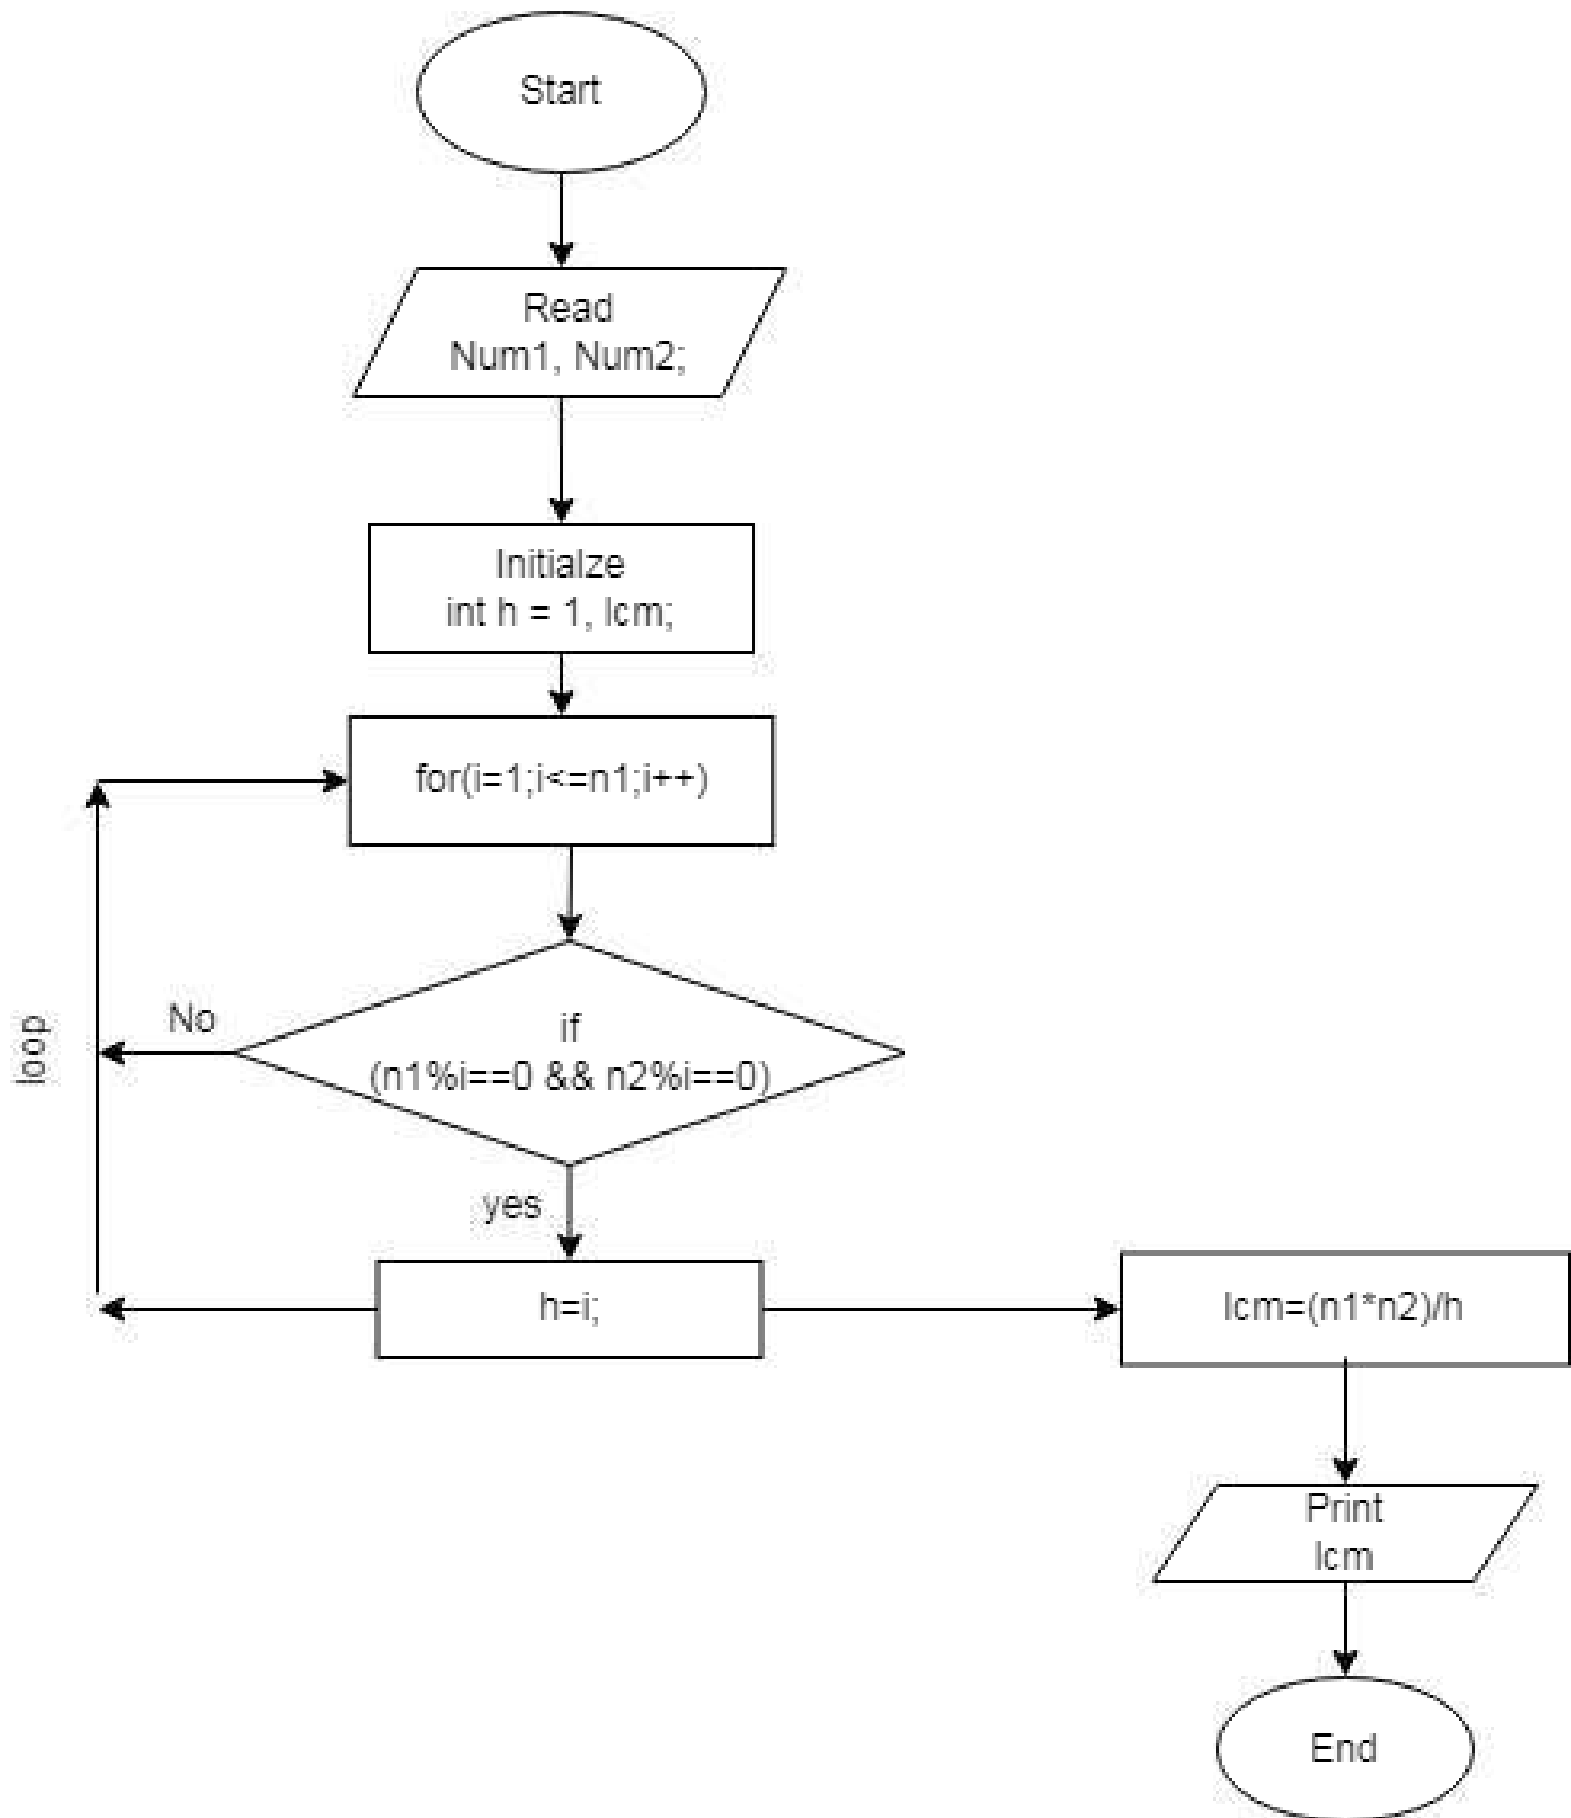 Start
Read
Num1, Num2;
Initialze
int h = 1, lcm;
for(i=1;i<=n1;i++)
loop
No
if
(n1%i==0 && n2%i==0)
yes
h=i;
lcm=(n1*n2)/h
Print
lcm
End